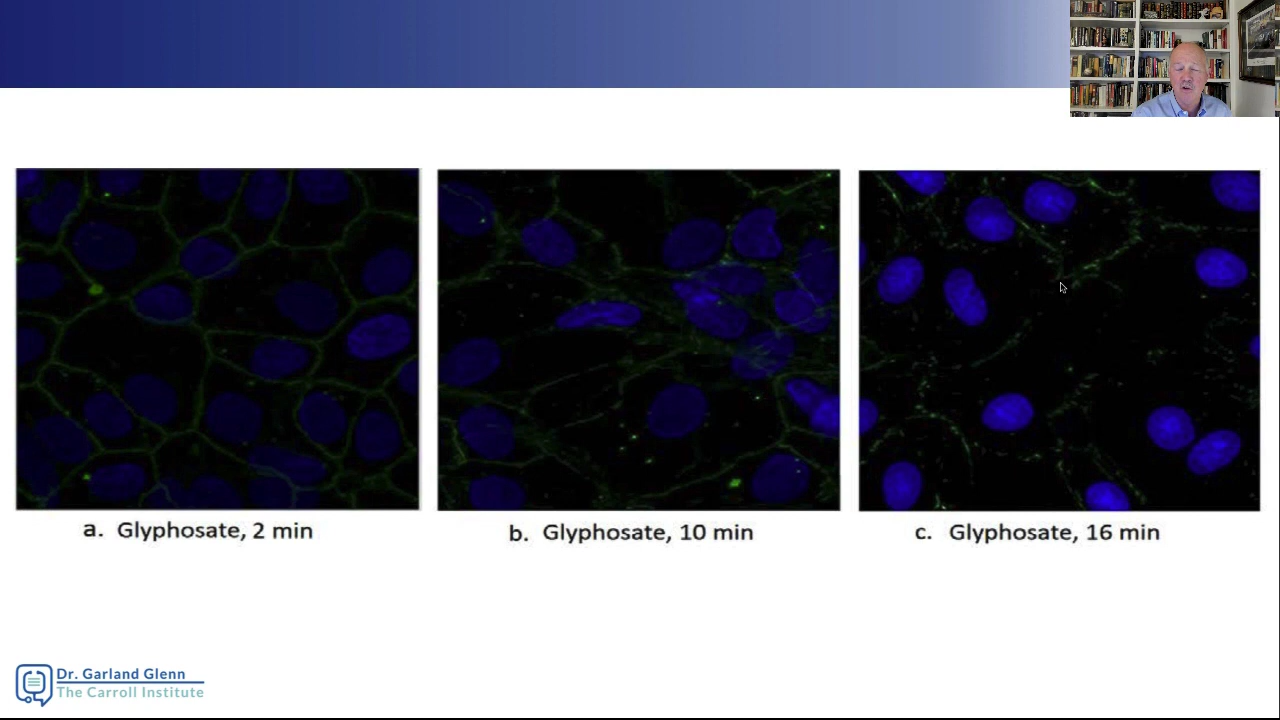 a. Glyphosate, 2 min
b. Glyphosate, 10 min
c. Glyphosate, 16 min
Dr. Garland Glenn
The Carroll Institute